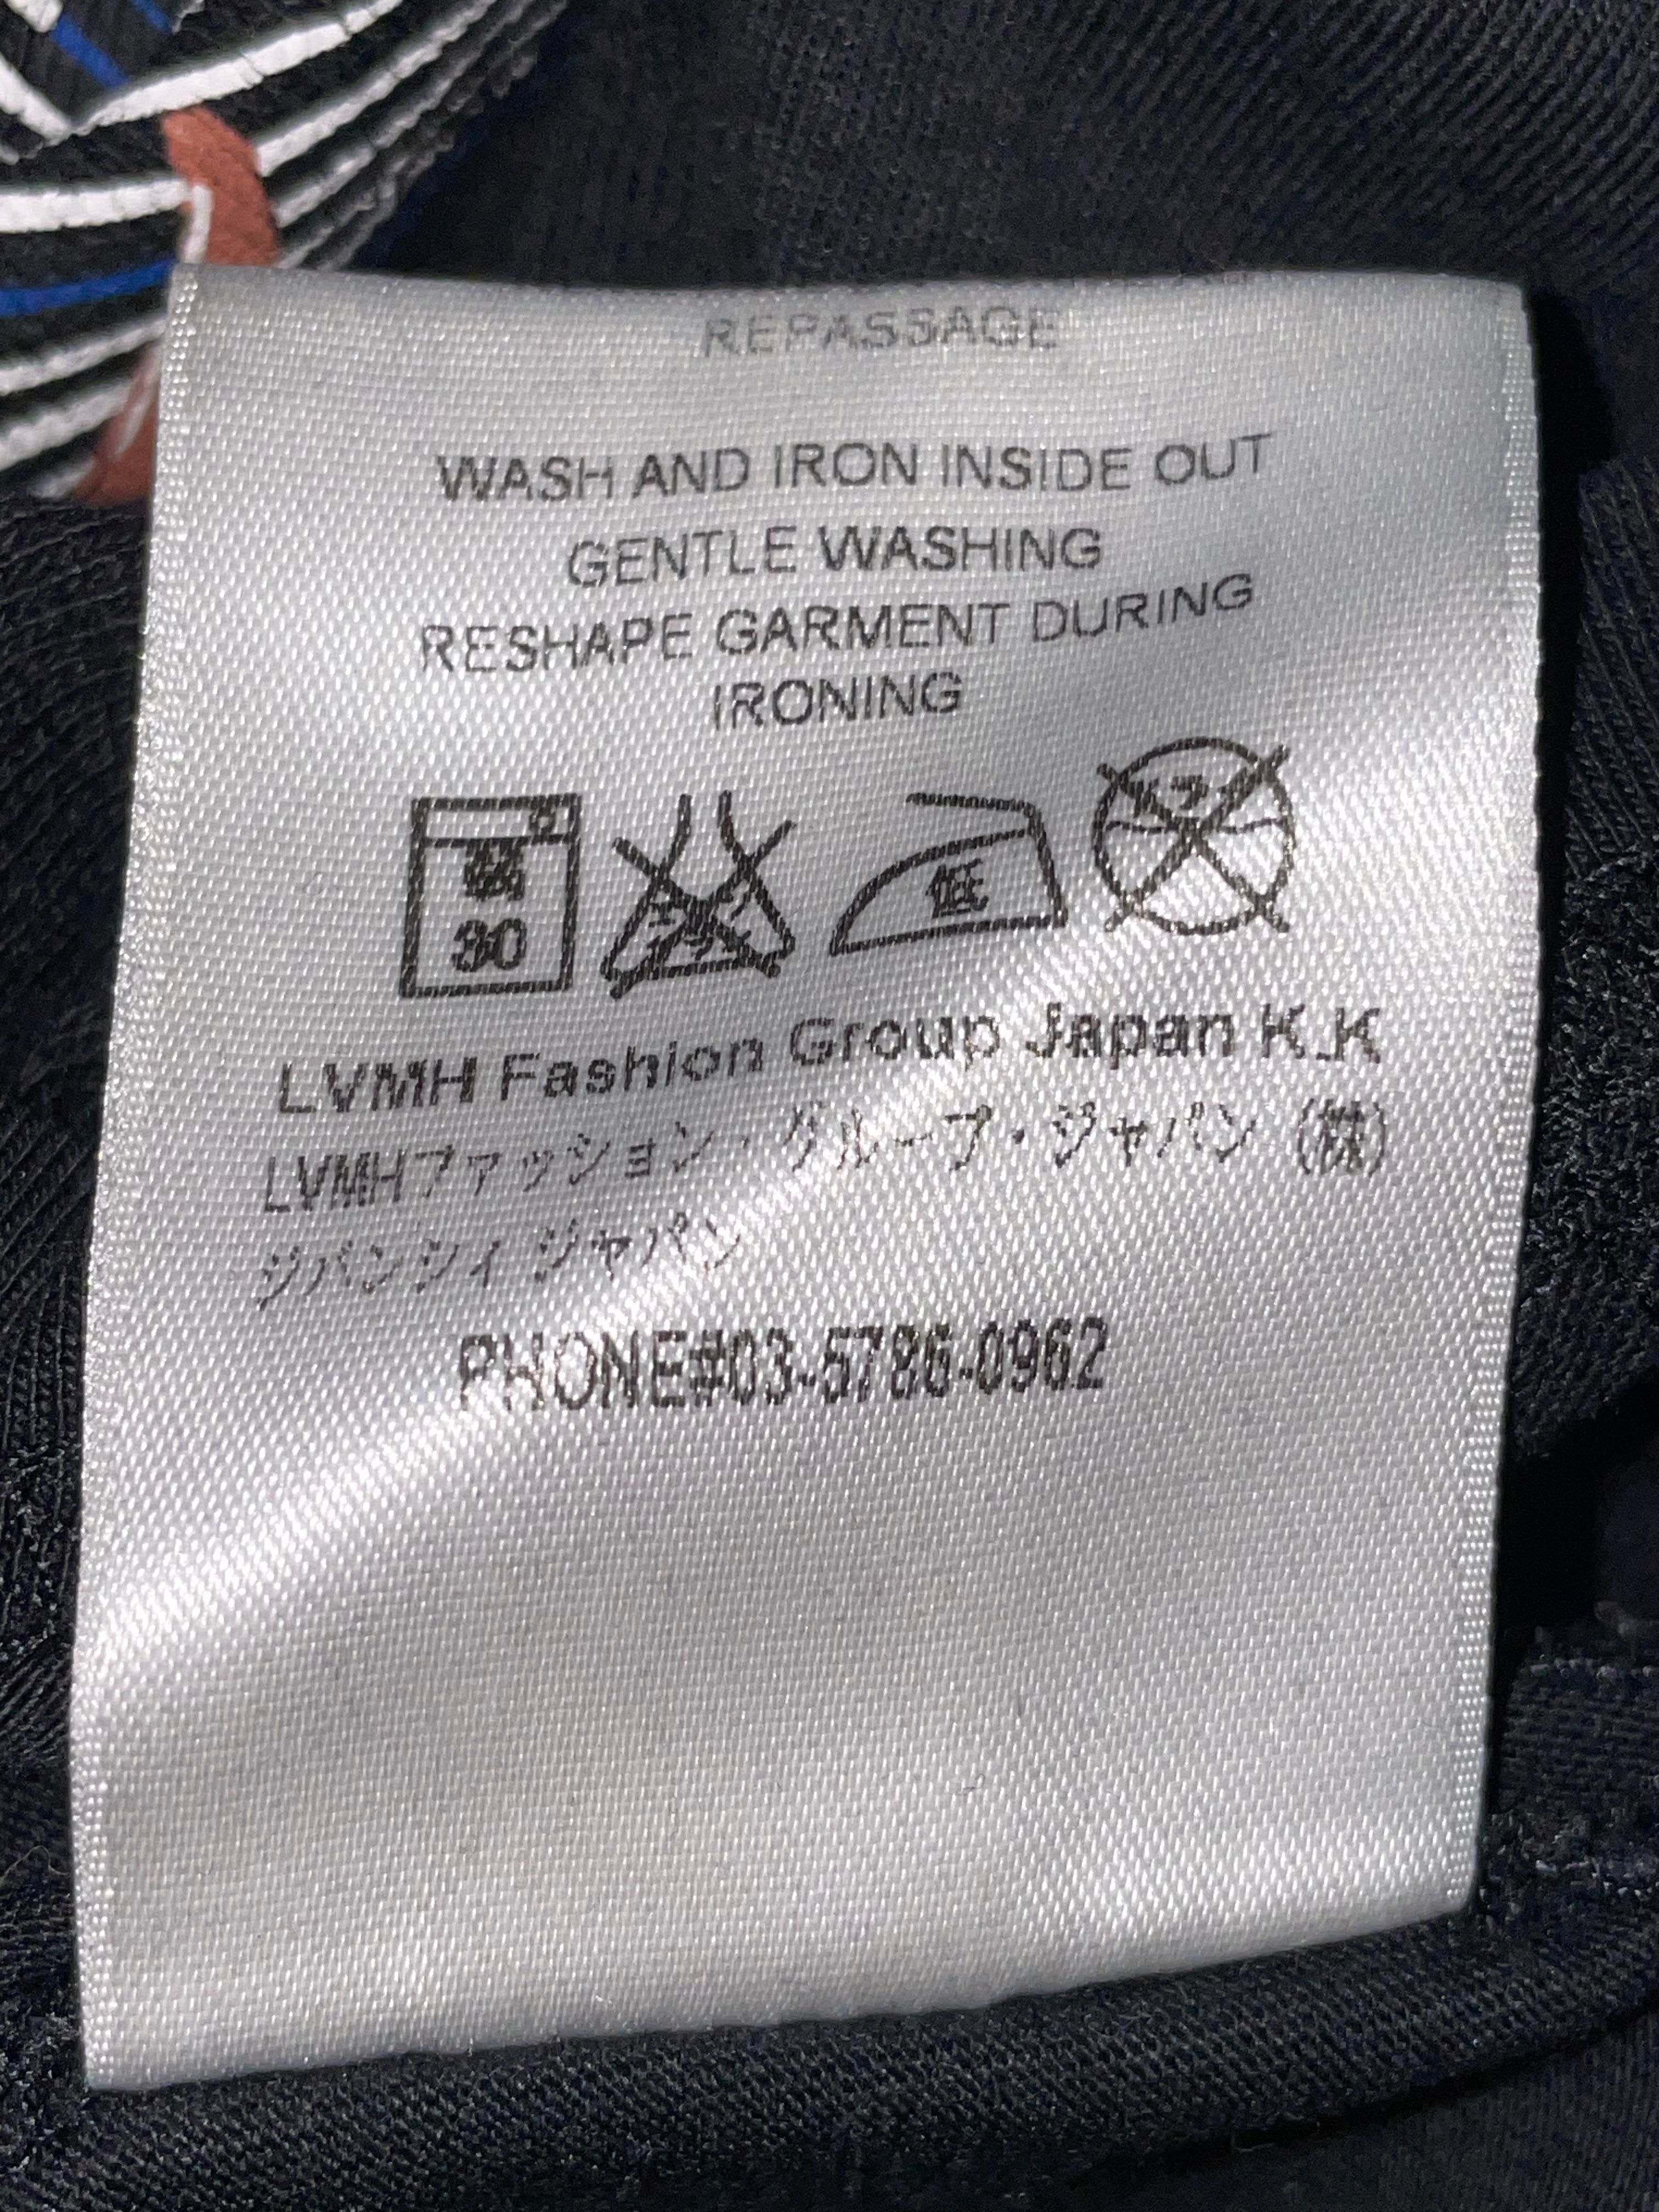 REPASSAGE
WASH AND IRON INSIDE OUT
GENTLE WASHING
RESHAPE GARMENT DURING
IRONING
30
低
LVMH Fashion Group Japan K.K
LVMHファッション・グループ・ジャパン (株)
ジバンシィ ジャパン
PHONE#03-5786-0962